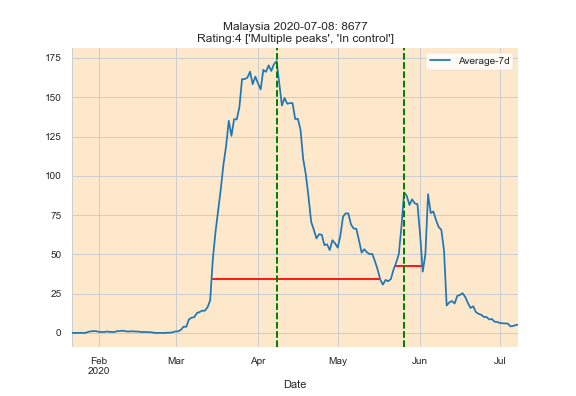 Malaysia 2020-07-08: 8677
Rating:4 ['Multiple peaks', 'In control']
Average-7d
175
150
125
100
75
50
25
0
Feb
2020
Mar
Apr
May
Jun
Jul
Date